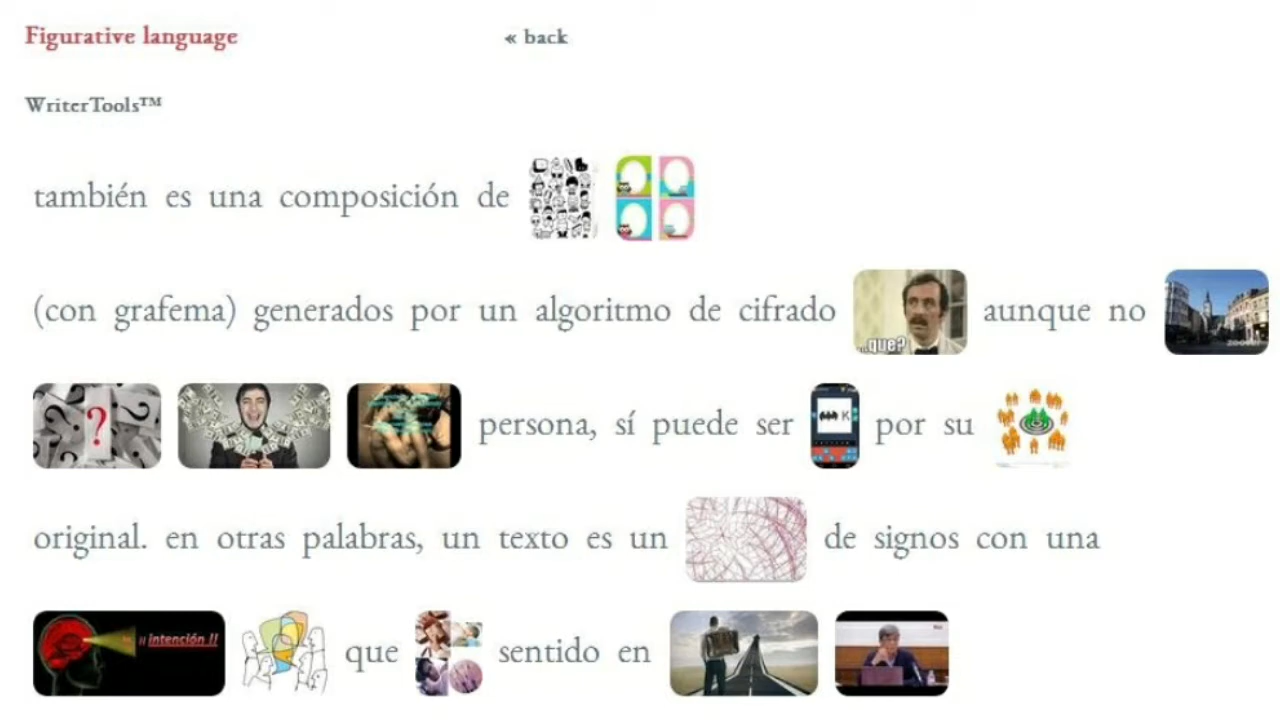 Figurative language « back
WriterTools™
también es una composición de
(con grafema) generados por un algoritmo de cifrado ...que? aunque no
? persona, sí puede ser K por su
original. en otras palabras, un texto es un de signos con una
¡¡ intención !! que sentido en